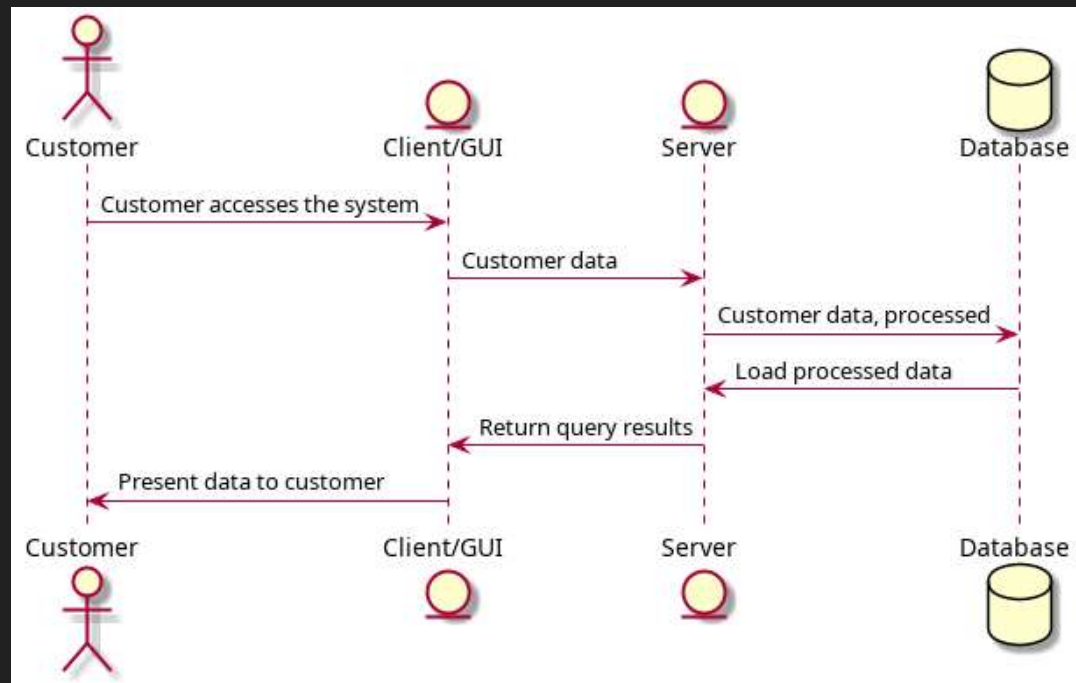 Customer
Client/GUI
Server
Database
Customer accesses the system
Customer data
Customer data, processed
Load processed data
Return query results
Present data to customer
Customer
Client/GUI
Server
Database